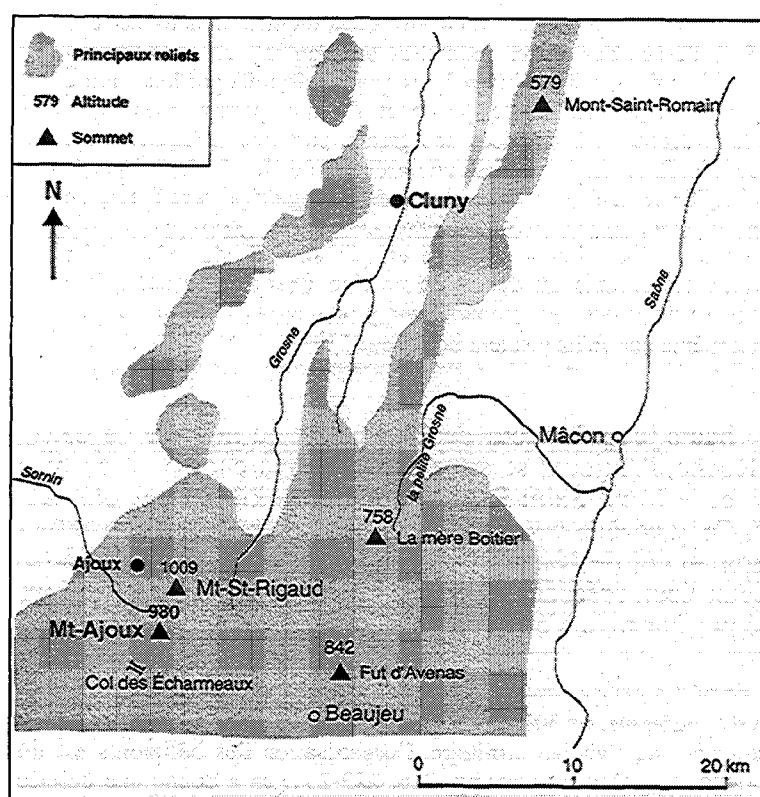 Principaux reliefs
579 Altitude
Sommet
N
579
Mont-Saint-Romain
Cluny
Saône
Grosne
la petite Grosne
Mâcon
Sornin
758
La mère Boitier
Ajoux
1009
Mt-St-Rigaud
980
Mt-Ajoux
842
Fut d'Avenas
Col des Écharmeaux
Beaujeu
0 10 20 km